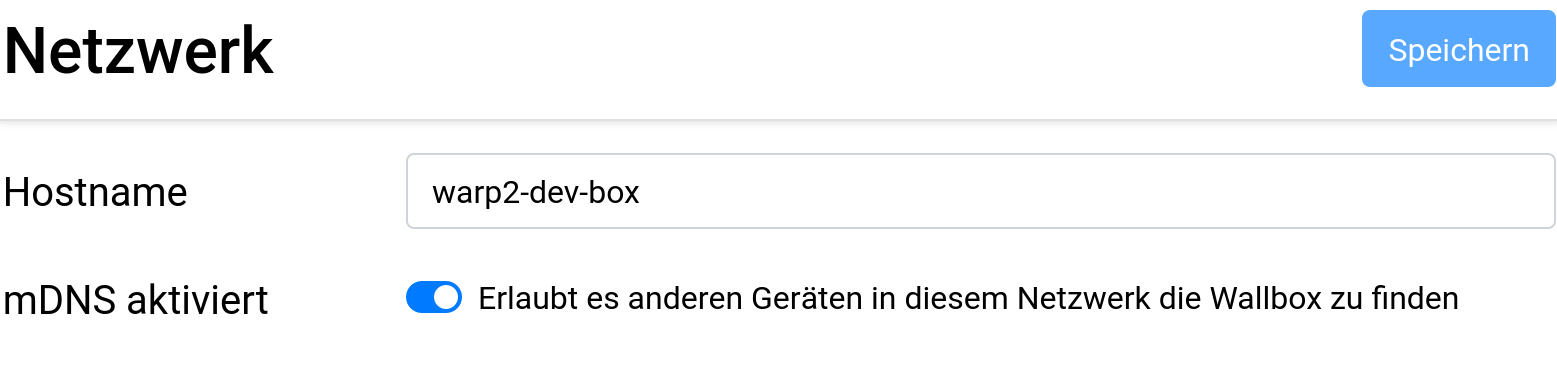 Netzwerk
Speichern
Hostname
warp2-dev-box
mDNS aktiviert
Erlaubt es anderen Geräten in diesem Netzwerk die Wallbox zu finden